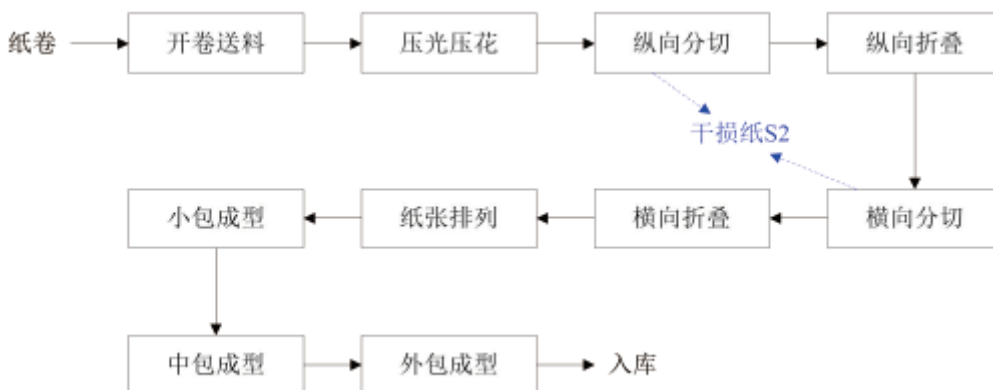 纸卷
开卷送料
压光压花
纵向分切
纵向折叠
干损纸S2
小包成型
纸张排列
横向折叠
横向分切
中包成型
外包成型
入库